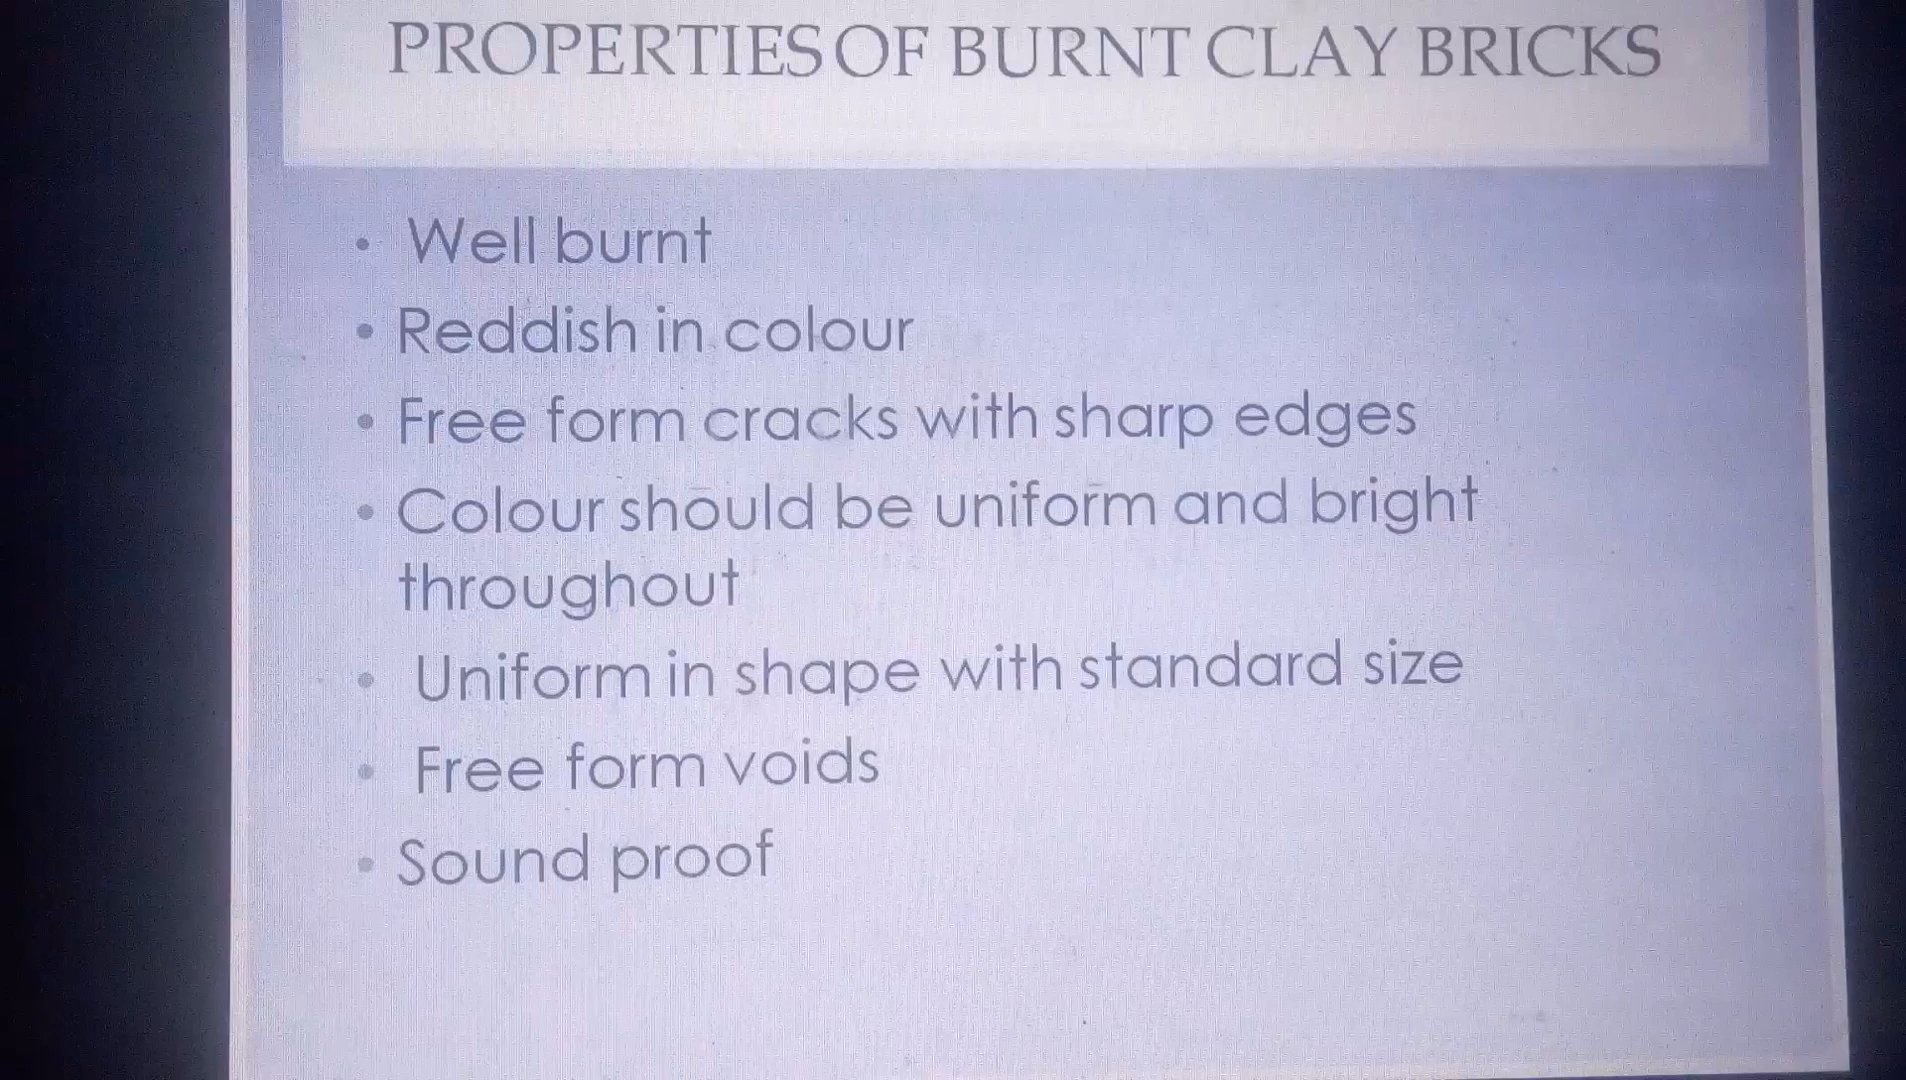 PROPERTIES OF BURNT CLAY BRICKS
• Well burnt
• Reddish in colour
• Free form cracks with sharp edges
• Colour should be uniform and bright
throughout
• Uniform in shape with standard size
• Free form voids
• Sound proof